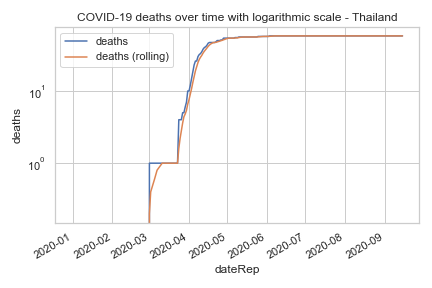 COVID-19 deaths over time with logarithmic scale - Thailand
deaths
deaths (rolling)
10¹
10⁰
deaths
2020-01
2020-02
2020-03
2020-04
2020-05
2020-06
2020-07
2020-08
2020-09
dateRep